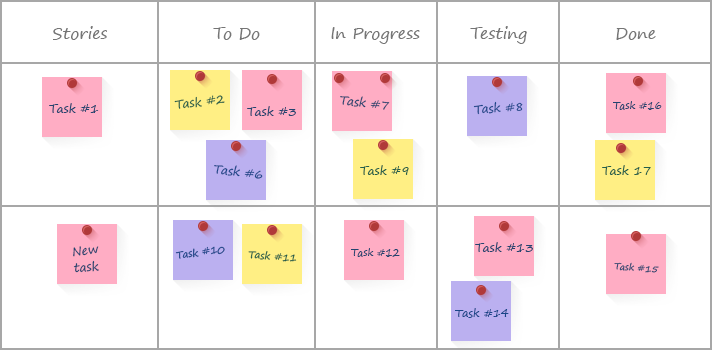 Stories
To Do
In Progress
Testing
Done
Task #1
Task #2
Task #3
Task #6
Task #7
Task #9
Task #8
Task #16
Task 17
New
task
Task #10
Task #11
Task #12
Task #13
Task #14
Task #15